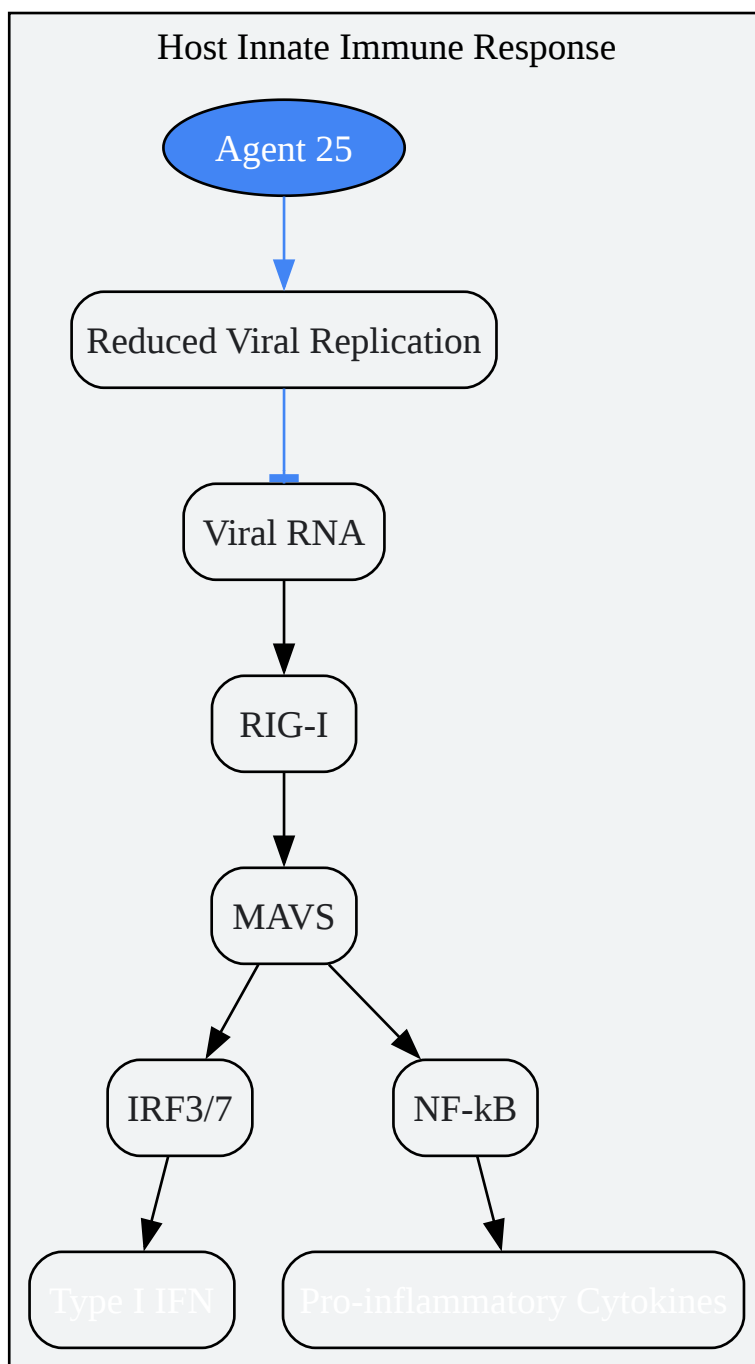 Host Innate Immune Response
Agent 25
Reduced Viral Replication
Viral RNA
RIG-I
MAVS
IRF3/7
NF-kB
Type I IFN
Pro-inflammatory Cytokines